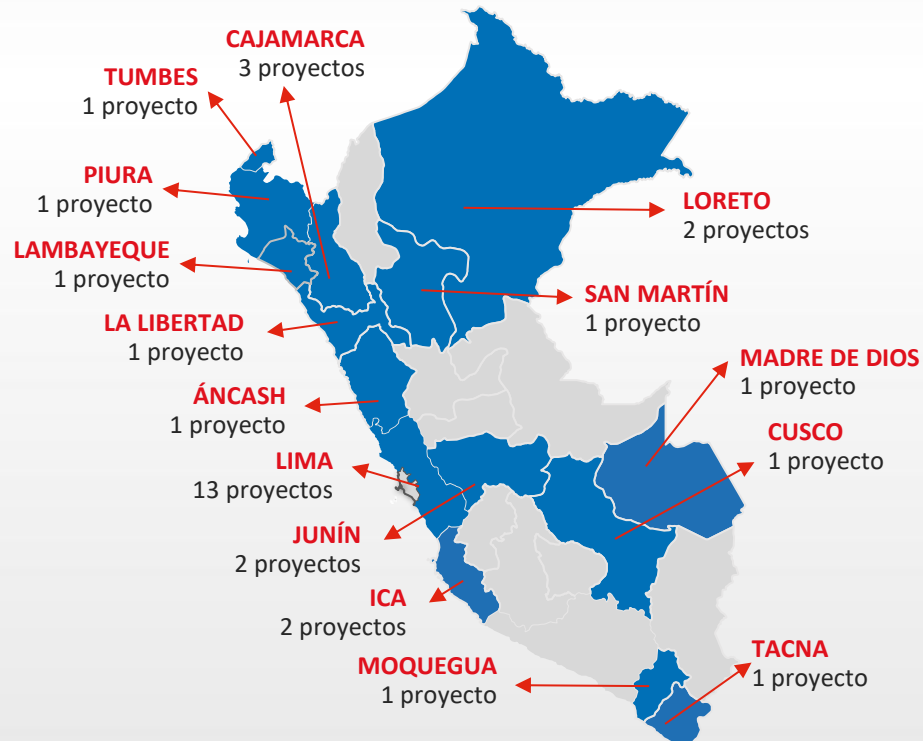 CAJAMARCA
3 proyectos
TUMBES
1 proyecto
PIURA
1 proyecto
LORETO
2 proyectos
LAMBAYEQUE
1 proyecto
SAN MARTÍN
1 proyecto
LA LIBERTAD
1 proyecto
MADRE DE DIOS
1 proyecto
ÁNCASH
1 proyecto
CUSCO
1 proyecto
LIMA
13 proyectos
JUNÍN
2 proyectos
ICA
2 proyectos
TACNA
1 proyecto
MOQUEGUA
1 proyecto